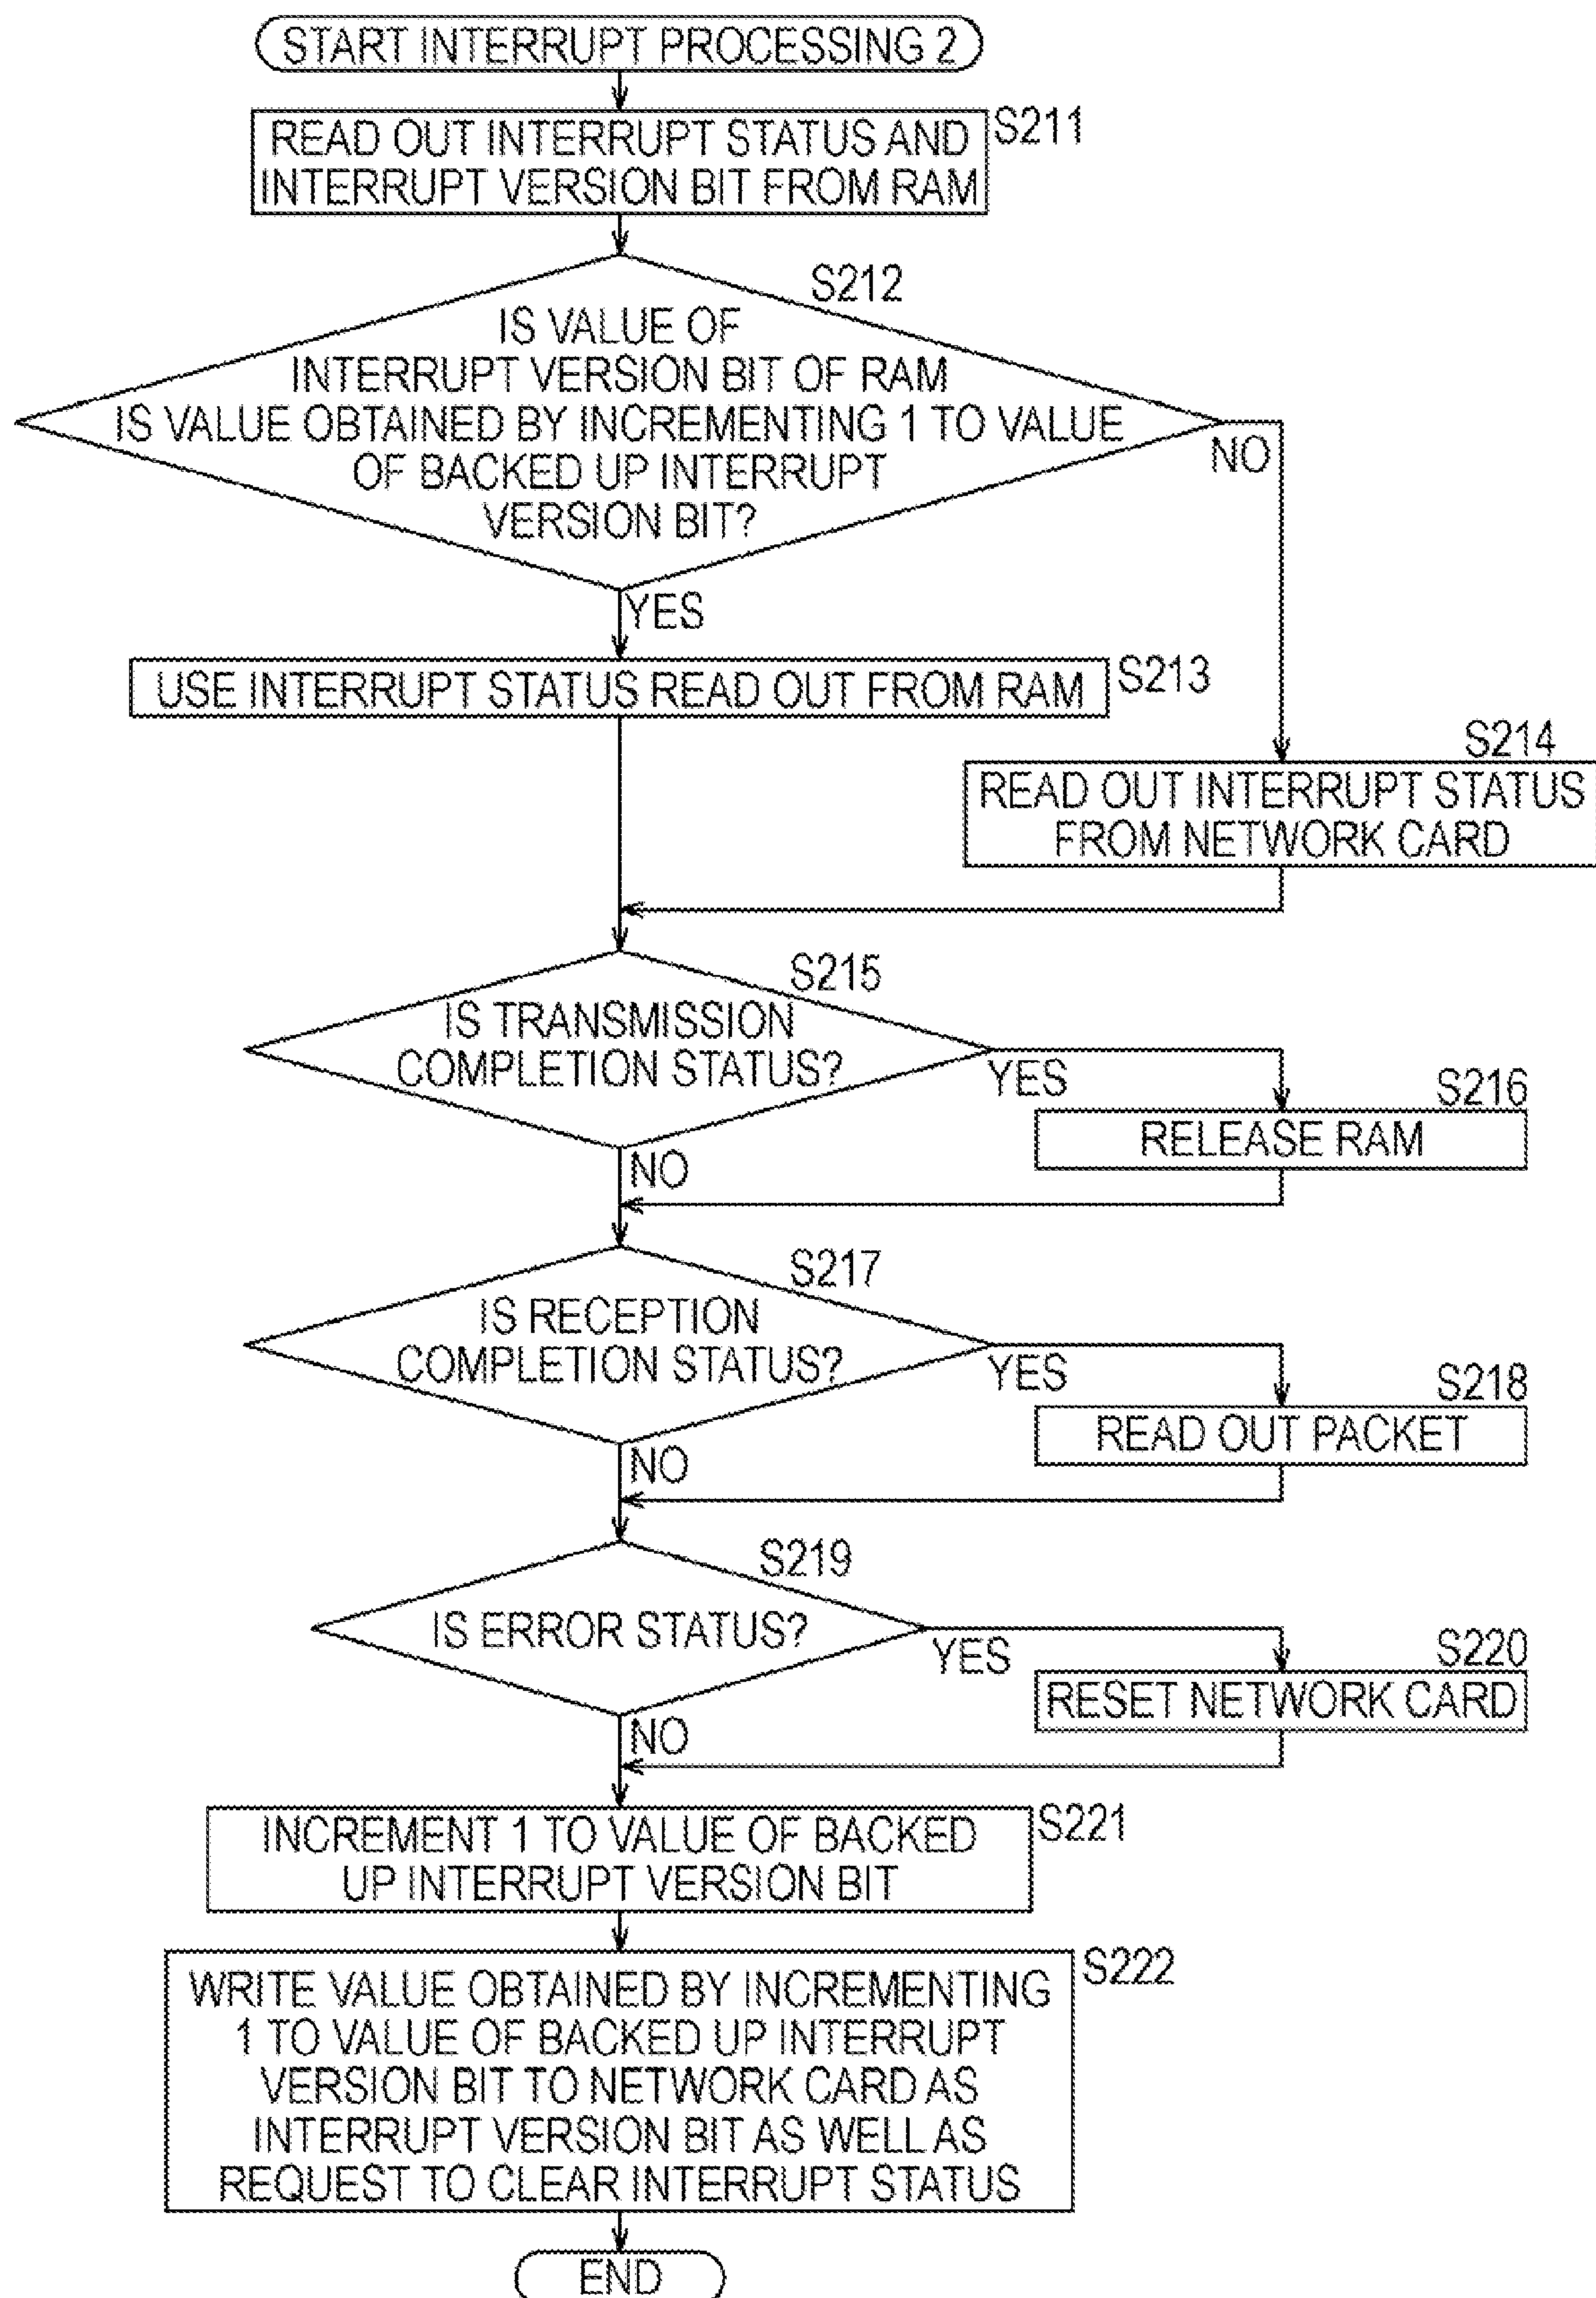 START INTERRUPT PROCESSING 2
READ OUT INTERRUPT STATUS AND
INTERRUPT VERSION BIT FROM RAM
S211
S212
IS VALUE OF
INTERRUPT VERSION BIT OF RAM
IS VALUE OBTAINED BY INCREMENTING 1 TO VALUE
OF BACKED UP INTERRUPT
VERSION BIT?
NO
YES
USE INTERRUPT STATUS READ OUT FROM RAM
S213
S214
READ OUT INTERRUPT STATUS
FROM NETWORK CARD
S215
IS TRANSMISSION
COMPLETION STATUS?
YES
S216
RELEASE RAM
NO
S217
IS RECEPTION
COMPLETION STATUS?
YES
S218
READ OUT PACKET
NO
S219
IS ERROR STATUS?
YES
S220
RESET NETWORK CARD
NO
INCREMENT 1 TO VALUE OF BACKED
UP INTERRUPT VERSION BIT
S221
S222
WRITE VALUE OBTAINED BY INCREMENTING
1 TO VALUE OF BACKED UP INTERRUPT
VERSION BIT TO NETWORK CARD AS
INTERRUPT VERSION BIT AS WELL AS
REQUEST TO CLEAR INTERRUPT STATUS
END